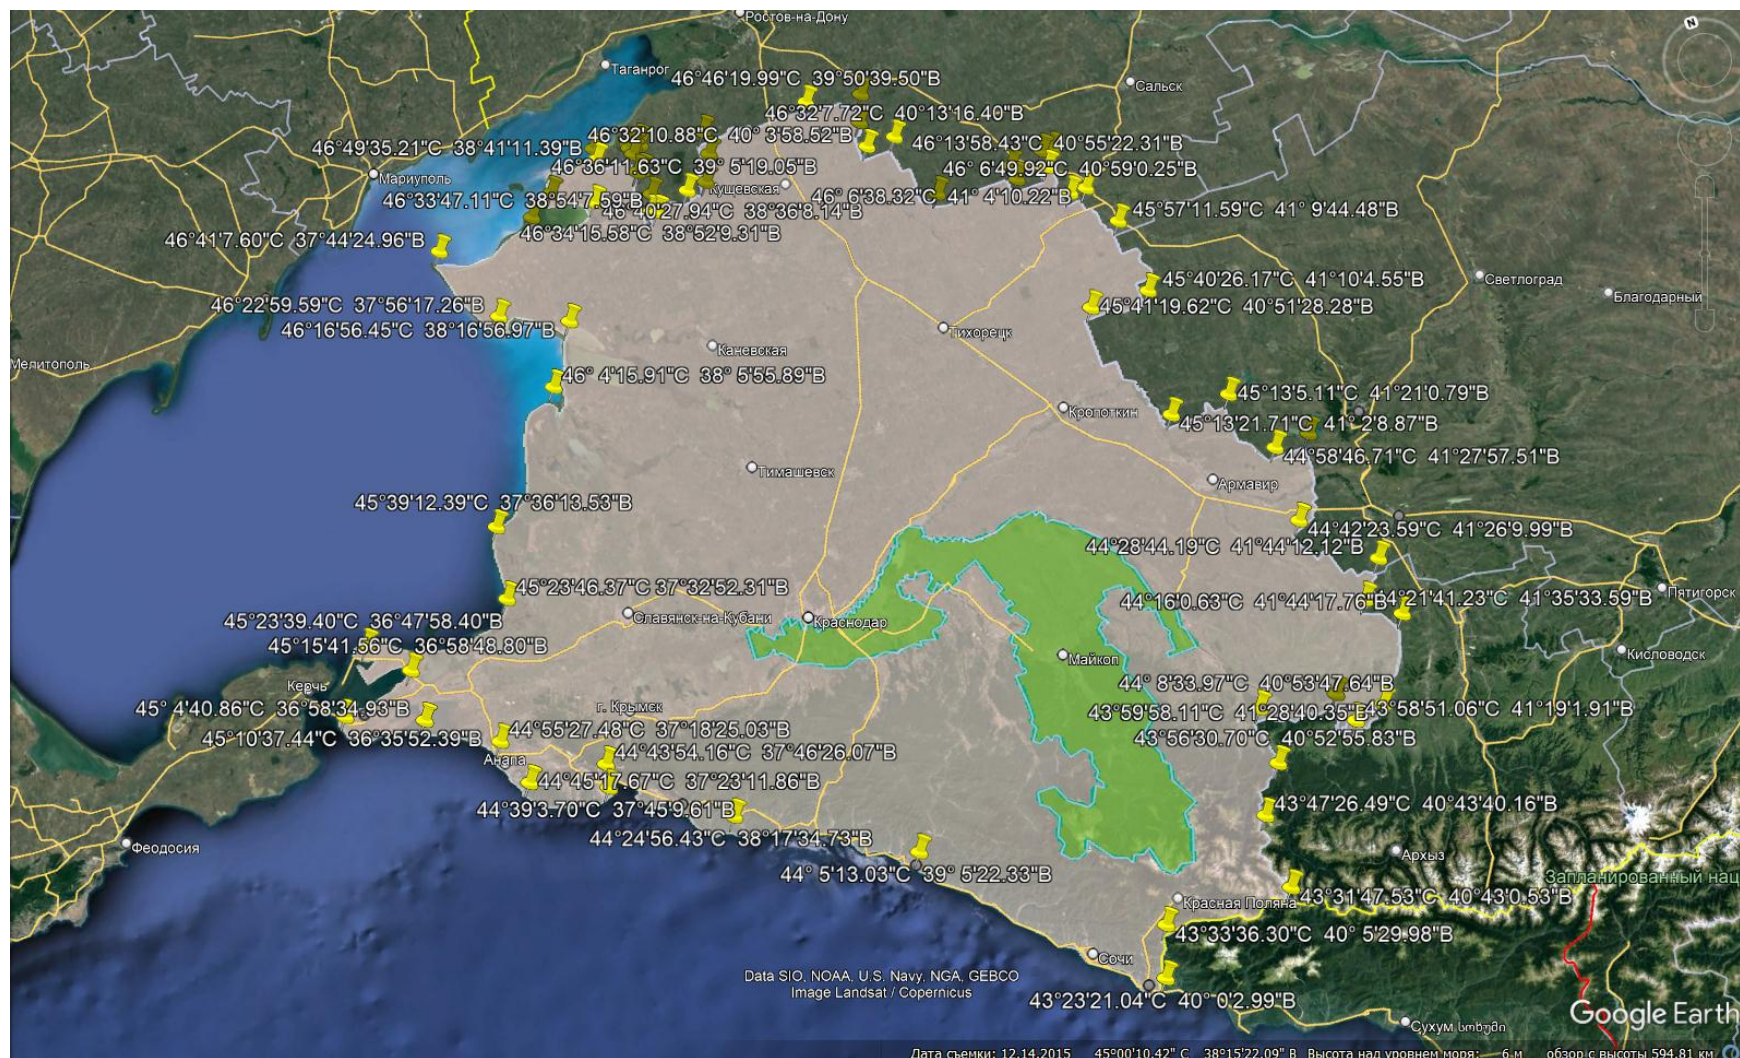 Ростов-на-Дону
N
Таганрог
46°46'19.99"С 39°50'39.50"В
Сальск
46°32'7.72"С 40°13'16.40"В
46°32'10.88"С 40° 3'58.52"В
46°13'58.43"С 40°55'22.31"В
46°49'35.21"С 38°41'11.39"В
46°36'11.63"С 39° 5'19.05"В
46° 6'49.92"С 40°59'0.25"В
Мариуполь
Кущевская
46°33'47.11"С 38°54'7.59"В
46° 6'38.32"С 41° 4'10.22"В
46°40'27.94"С 38°36'8.14"В
45°57'11.59"С 41° 9'44.48"В
46°34'15.58"С 38°52'9.31"В
46°41'7.60"С 37°44'24.96"В
45°40'26.17"С 41°10'4.55"В
Светлоград
Благодарный
46°22'59.59"С 37°56'17.26"В
45°41'19.62"С 40°51'28.28"В
46°16'56.45"С 38°16'56.97"В
Тихорецк
Каневская
Мелитополь
46° 4'15.91"С 38° 5'55.89"В
45°13'5.11"С 41°21'0.79"В
Кропоткин
45°13'21.71"С 41° 2'8.87"В
44°58'46.71"С 41°27'57.51"В
Тимашевск
Армавир
45°39'12.39"С 37°36'13.53"В
44°42'23.59"С 41°26'9.99"В
44°28'44.19"С 41°44'12.12"В
45°23'46.37"С 37°32'52.31"В
Пятигорск
44°16'0.63"С 41°44'17.76"В
44°21'41.23"С 41°35'33.59"В
Славянск-на-Кубани
45°23'39.40"С 36°47'58.40"В
Краснодар
45°15'41.56"С 36°58'48.80"В
Майкоп
Кисловодск
Керчь
44° 8'33.97"С 40°53'47.64"В
45° 4'40.86"С 36°58'34.93"В
г. Крымск
43°59'58.11"С 41°28'40.35"В
43°58'51.06"С 41°19'1.91"В
45°10'37.44"С 36°35'52.39"В
44°55'27.48"С 37°18'25.03"В
43°56'30.70"С 40°52'55.83"В
44°43'54.16"С 37°46'26.07"В
Анапа
44°45'17.67"С 37°23'11.86"В
44°39'3.70"С 37°45'9.61"В
43°47'26.49"С 40°43'40.16"В
44°24'56.43"С 38°17'34.73"В
Феодосия
Архыз
44° 5'13.03"С 39° 5'22.33"В
Запланированный нац
Красная Поляна
43°31'47.53"С 40°43'0.53"В
43°33'36.30"С 40° 5'29.98"В
Сочи
Data SIO, NOAA, U.S. Navy, NGA, GEBCO
Image Landsat / Copernicus
43°23'21.04"С 40° 0'2.99"В
Google Earth
Сухум სოხუმი
Дата съемки: 12.14.2015 45°00'10.42" С 38°15'22.09" В Высота над уровнем моря: 6 м обзор с высоты 594.81 км